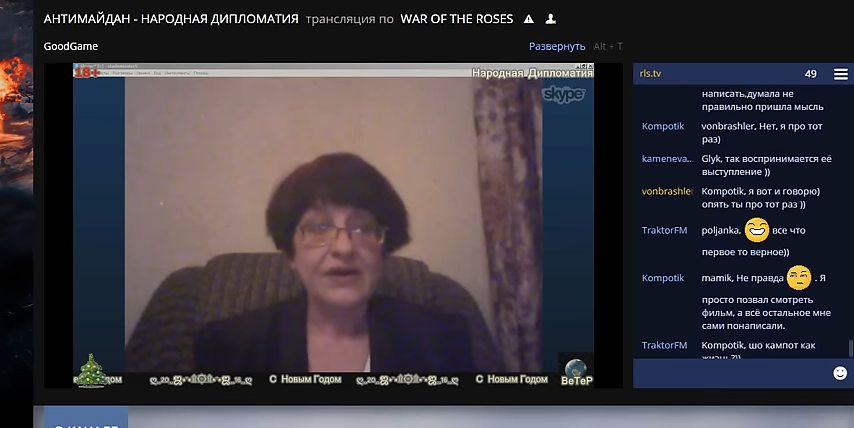 АНТИМАЙДАН - НАРОДНАЯ ДИПЛОМАТИЯ трансляция по WAR OF THE ROSES
GoodGame
Развернуть Alt + T
18+
Народная Дипломатия
skype
С Новым Годом
С Новым Годом
ВеТеР
rls.tv 49
написать,думала не
правильно пришла мысль
Kompotik vonbrashler, Нет, я про тот
раз)
kameneva... Glyk, так воспринимается её
выступление ))
vonbrashler Kompotik, я вот и говорю)
опять ты про тот раз ))
TraktorFM poljanka, все что
первое то верное))
Kompotik mamik, Не правда . Я
просто позвал смотреть
фильм, а всё остальное мне
сами понаписали.
TraktorFM Kompotik, шо кампот как
жизнь?))